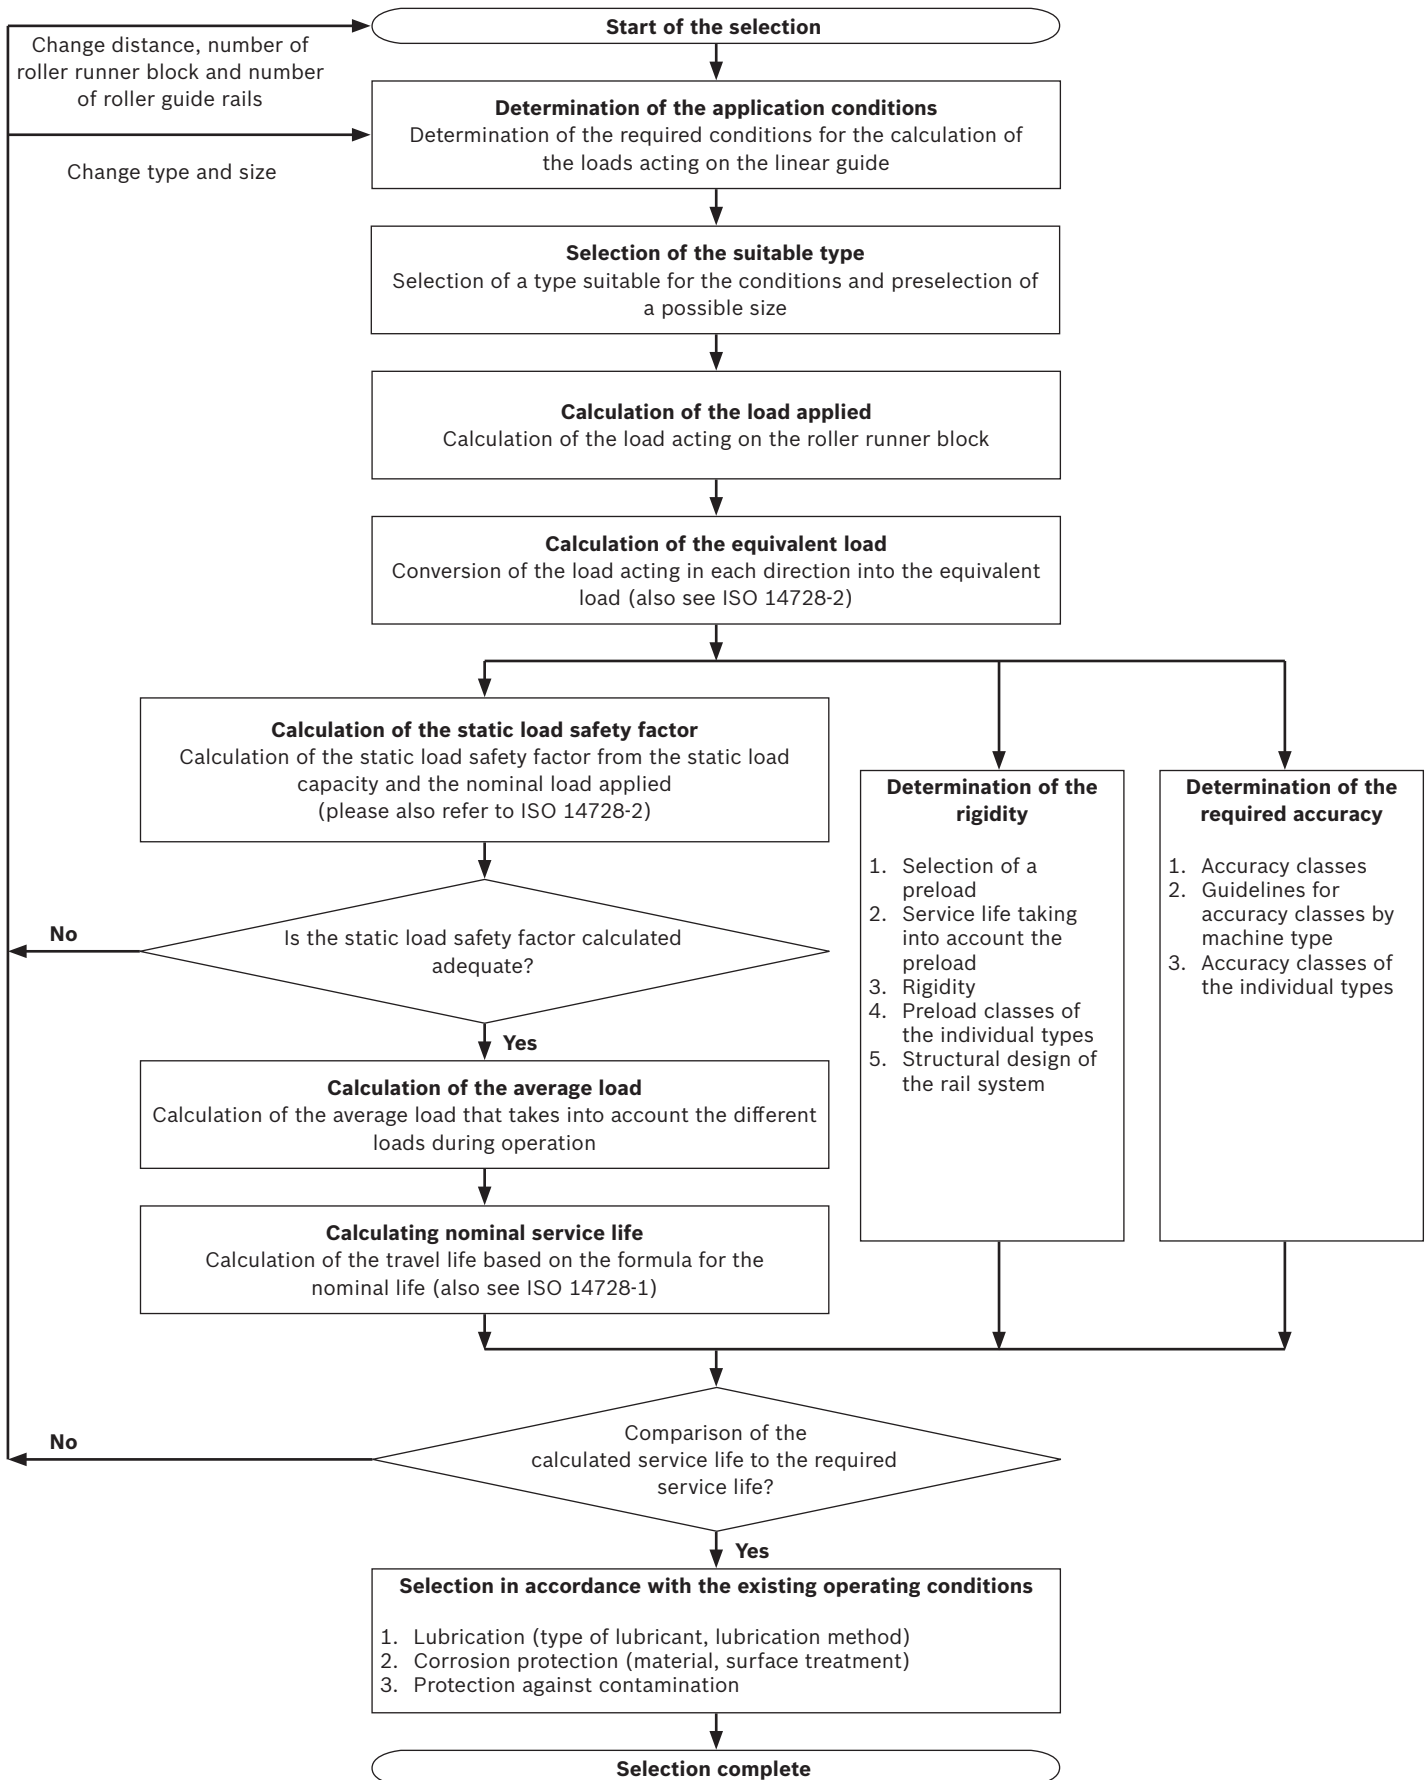 Start of the selection
Change distance, number of
roller runner block and number
of roller guide rails
Determination of the application conditions
Determination of the required conditions for the calculation of
the loads acting on the linear guide
Change type and size
Selection of the suitable type
Selection of a type suitable for the conditions and preselection of
a possible size
Calculation of the load applied
Calculation of the load acting on the roller runner block
Calculation of the equivalent load
Conversion of the load acting in each direction into the equivalent
load (also see ISO 14728-2)
Calculation of the static load safety factor
Calculation of the static load safety factor from the static load
capacity and the nominal load applied
(please also refer to ISO 14728-2)
Determination of the
rigidity
1. Selection of a
preload
2. Service life taking
into account the
preload
3. Rigidity
4. Preload classes of
the individual types
5. Structural design of
the rail system
Determination of the
required accuracy
1. Accuracy classes
2. Guidelines for
accuracy classes by
machine type
3. Accuracy classes of
the individual types
No
Is the static load safety factor calculated
adequate?
Yes
Calculation of the average load
Calculation of the average load that takes into account the different
loads during operation
Calculating nominal service life
Calculation of the travel life based on the formula for the
nominal life (also see ISO 14728-1)
No
Comparison of the
calculated service life to the required
service life?
Yes
Selection in accordance with the existing operating conditions
1. Lubrication (type of lubricant, lubrication method)
2. Corrosion protection (material, surface treatment)
3. Protection against contamination
Selection complete